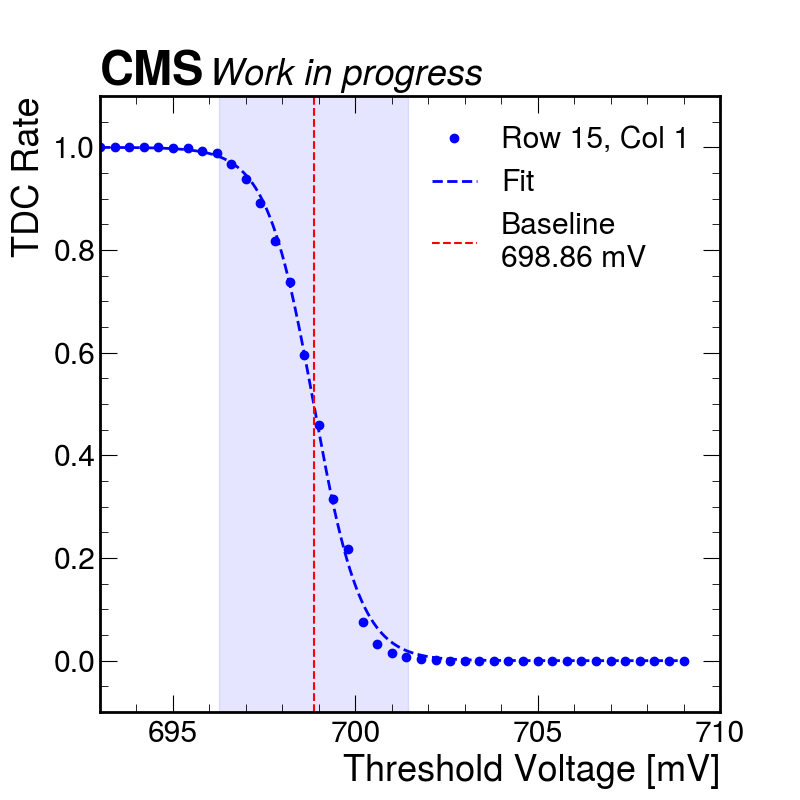 CMS Work in progress
TDC Rate
1.0
0.8
0.6
0.4
0.2
0.0
Row 15, Col 1
Fit
Baseline
698.86 mV
695 700 705 710
Threshold Voltage [mV]